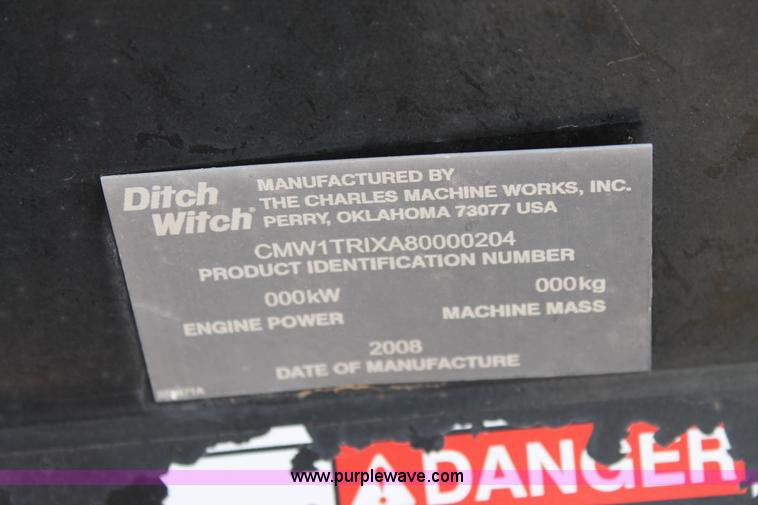 Ditch
Witch®
MANUFACTURED BY
THE CHARLES MACHINE WORKS, INC.
PERRY, OKLAHOMA 73077 USA
CMW1TRIXA80000204
PRODUCT IDENTIFICATION NUMBER
000kW
ENGINE POWER
000kg
MACHINE MASS
2008
DATE OF MANUFACTURE
DANGER
www.purplewave.com